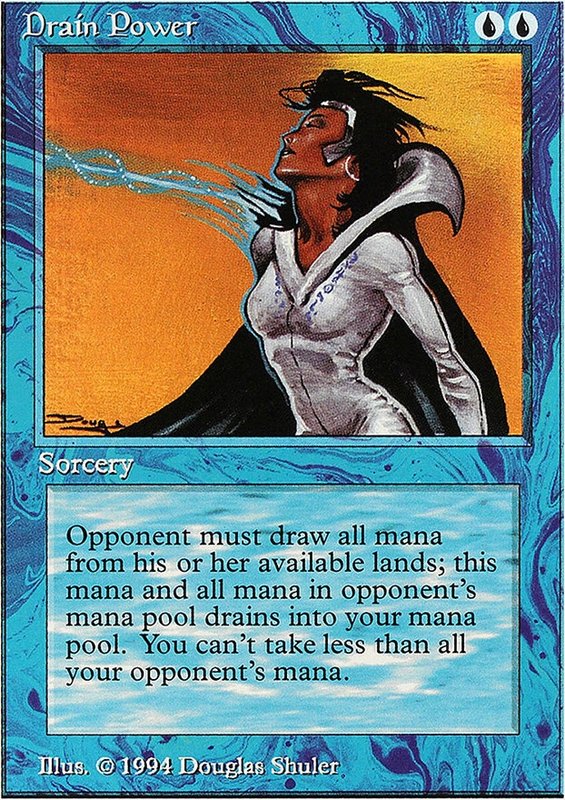 Drain Power
Doug S
Sorcery
Opponent must draw all mana
from his or her available lands; this
mana and all mana in opponent's
mana pool drains into your mana
pool. You can't take less than all
your opponent's mana.
Illus. © 1994 Douglas Shuler